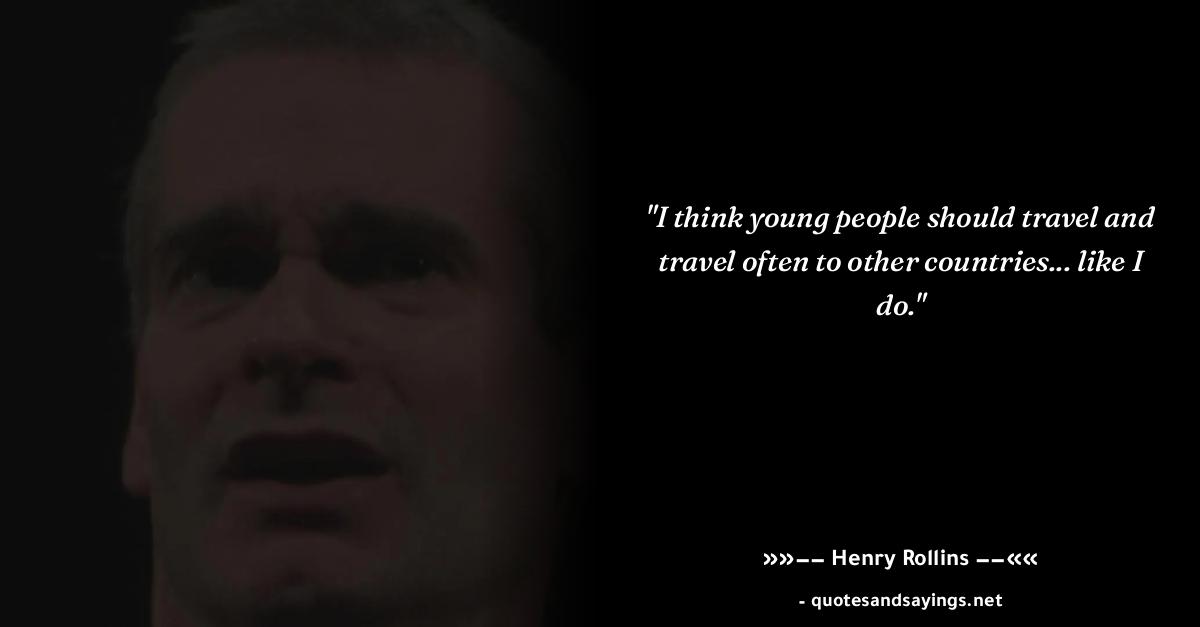 "I think young people should travel and
travel often to other countries... like I
do."
»»−− Henry Rollins −−««
- quotesandsayings.net